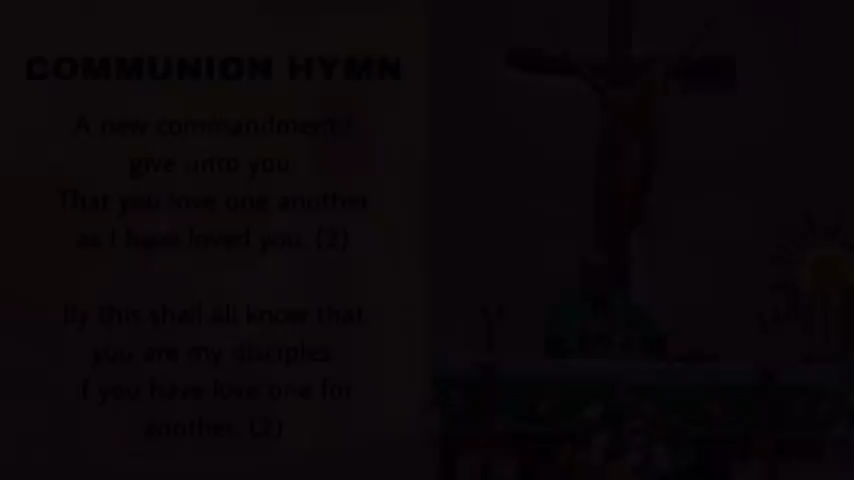 COMMUNION HYMN
A new commandment I
give unto you,
That you love one another
as I have loved you. (2)
By this shall all know that
you are my disciples
f you have love one for
another. (2)